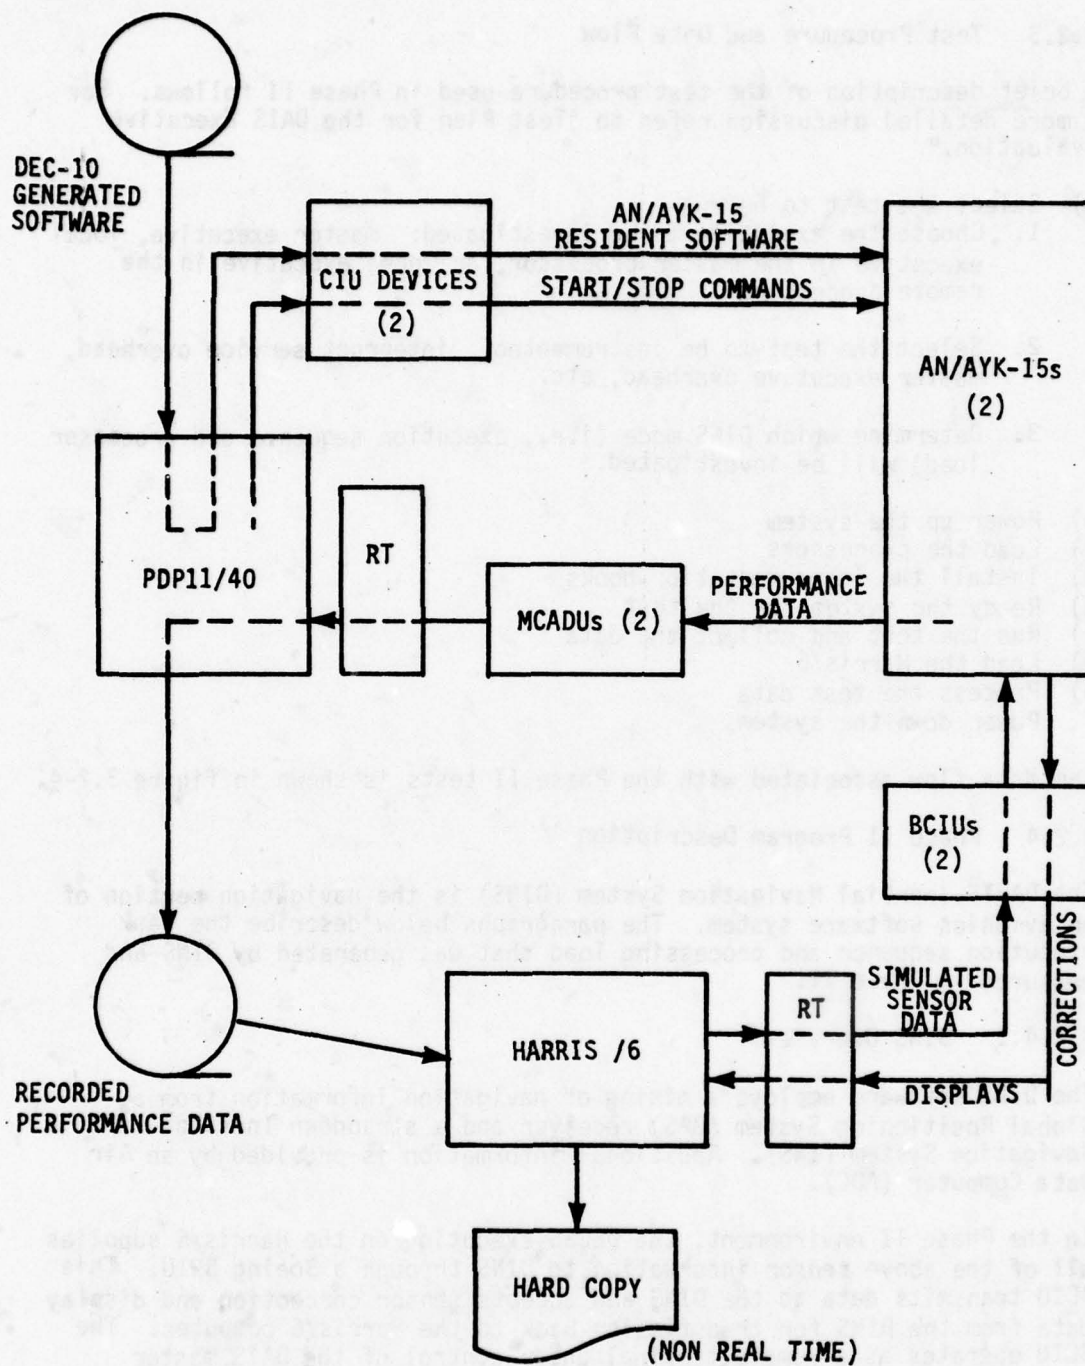 DEC-10
GENERATED
SOFTWARE
AN/AYK-15
RESIDENT SOFTWARE
CIU DEVICES
(2)
START/STOP COMMANDS
AN/AYK-15s
(2)
PDP11/40
RT
MCADUs (2)
PERFORMANCE
DATA
BCIUs
(2)
CORRECTIONS
SIMULATED
SENSOR
DATA
RT
HARRIS /6
DISPLAYS
RECORDED
PERFORMANCE DATA
HARD COPY
(NON REAL TIME)